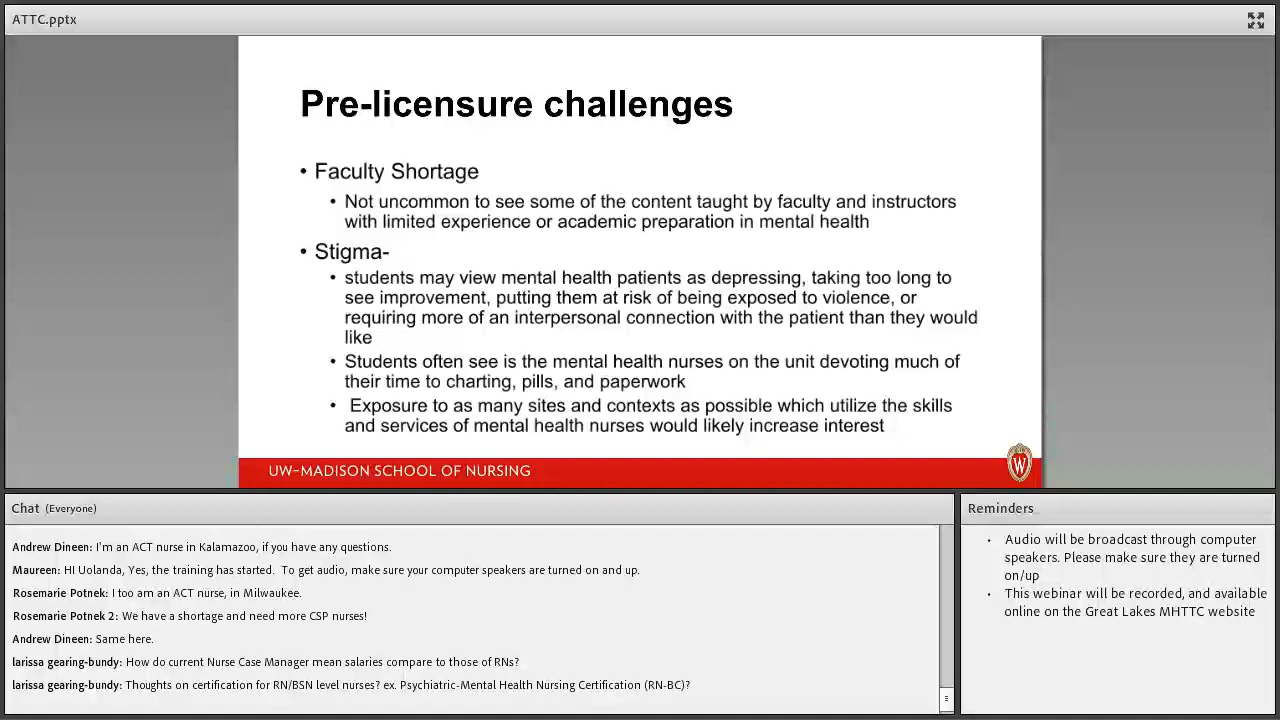 ATTC.pptx
Pre-licensure challenges
• Faculty Shortage
• Not uncommon to see some of the content taught by faculty and instructors
with limited experience or academic preparation in mental health
• Stigma-
• students may view mental health patients as depressing, taking too long to
see improvement, putting them at risk of being exposed to violence, or
requiring more of an interpersonal connection with the patient than they would
like
• Students often see is the mental health nurses on the unit devoting much of
their time to charting, pills, and paperwork
• Exposure to as many sites and contexts as possible which utilize the skills
and services of mental health nurses would likely increase interest
UW-MADISON SCHOOL OF NURSING
W
Chat (Everyone)
Andrew Dineen: I'm an ACT nurse in Kalamazoo, if you have any questions.
Maureen: HI Uolanda, Yes, the training has started. To get audio, make sure your computer speakers are turned on and up.
Rosemarie Potnek: I too am an ACT nurse, in Milwaukee.
Rosemarie Potnek 2: We have a shortage and need more CSP nurses!
Andrew Dineen: Same here.
larissa gearing-bundy: How do current Nurse Case Manager mean salaries compare to those of RNs?
larissa gearing-bundy: Thoughts on certification for RN/BSN level nurses? ex. Psychiatric-Mental Health Nursing Certification (RN-BC)?
Reminders
• Audio will be broadcast through computer
speakers. Please make sure they are turned
on/up
• This webinar will be recorded, and available
online on the Great Lakes MHTTC website